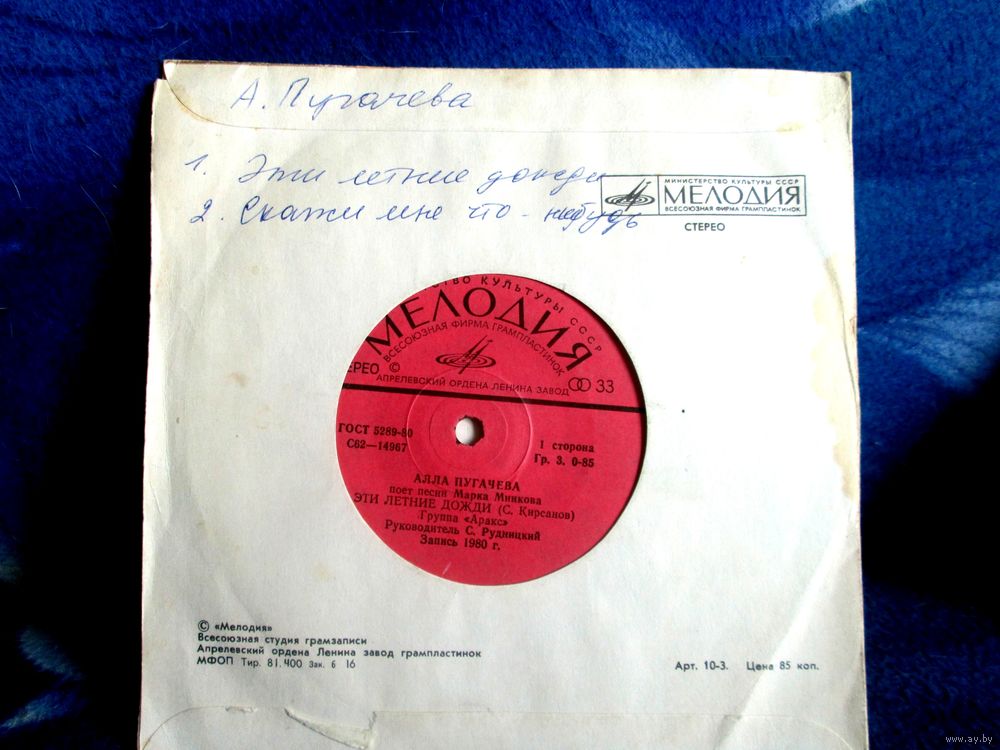 А. Пугачева
1. Эти летние дожди
2. Скажи мне что-нибудь
МИНИСТЕРСТВО КУЛЬТУРЫ СССР
МЕЛОДИЯ
ВСЕСОЮЗНАЯ ФИРМА ГРАМПЛАСТИНОК
СТЕРЕО
СТВО КУЛЬТУРЫ СССР
МЕЛОДИЯ
ВСЕСОЮЗНАЯ ФИРМА ГРАМПЛАСТИНОК
ЕРЕО ©
АПРЕЛЕВСКИЙ ОРДЕНА ЛЕНИНА ЗАВОД 33
ГОСТ 5289-80
С62—14967
1 сторона
Гр. 3. 0-85
АЛЛА ПУГАЧЕВА
поет песни Марка Минкова
ЭТИ ЛЕТНИЕ ДОЖДИ (С. Кирсанов)
Группа «Аракс»
Руководитель С. Рудницкий
Запись 1980 г.
© «Мелодия»
Всесоюзная студия грамзаписи
Апрелевский ордена Ленина завод грампластинок
МФОП Тир. 81.400 Зак. 6 16
Арт. 10-3. Цена 85 коп.
www.ay.by